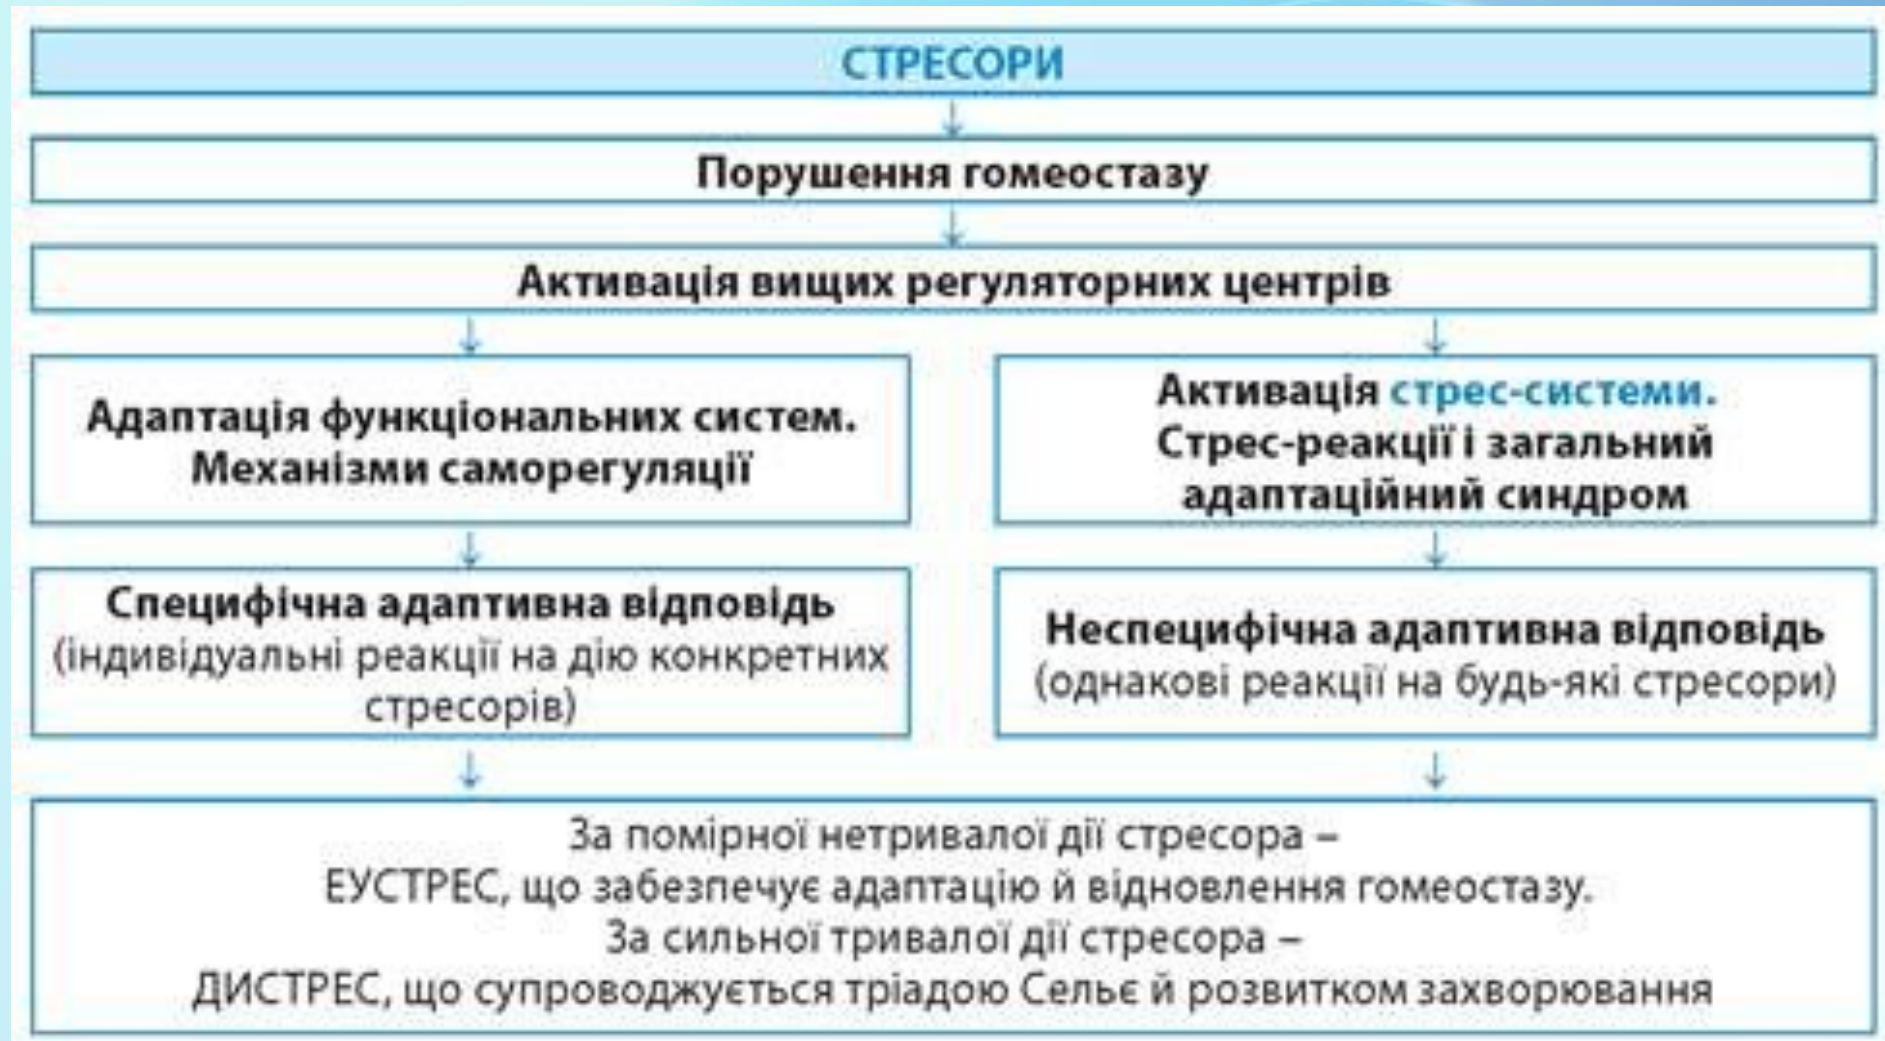 СТРЕСОРИ
Порушення гомеостазу
Активація вищих регуляторних центрів
Адаптація функціональних систем.
Механізми саморегуляції
Активація стрес-системи.
Стрес-реакції і загальний
адаптаційний синдром
Специфічна адаптивна відповідь
(індивідуальні реакції на дію конкретних
стресорів)
Неспецифічна адаптивна відповідь
(однакові реакції на будь-які стресори)
За помірної нетривалої дії стресора –
ЕУСТРЕС, що забезпечує адаптацію й відновлення гомеостазу.
За сильної тривалої дії стресора –
ДИСТРЕС, що супроводжується тріадою Сельє й розвитком захворювання